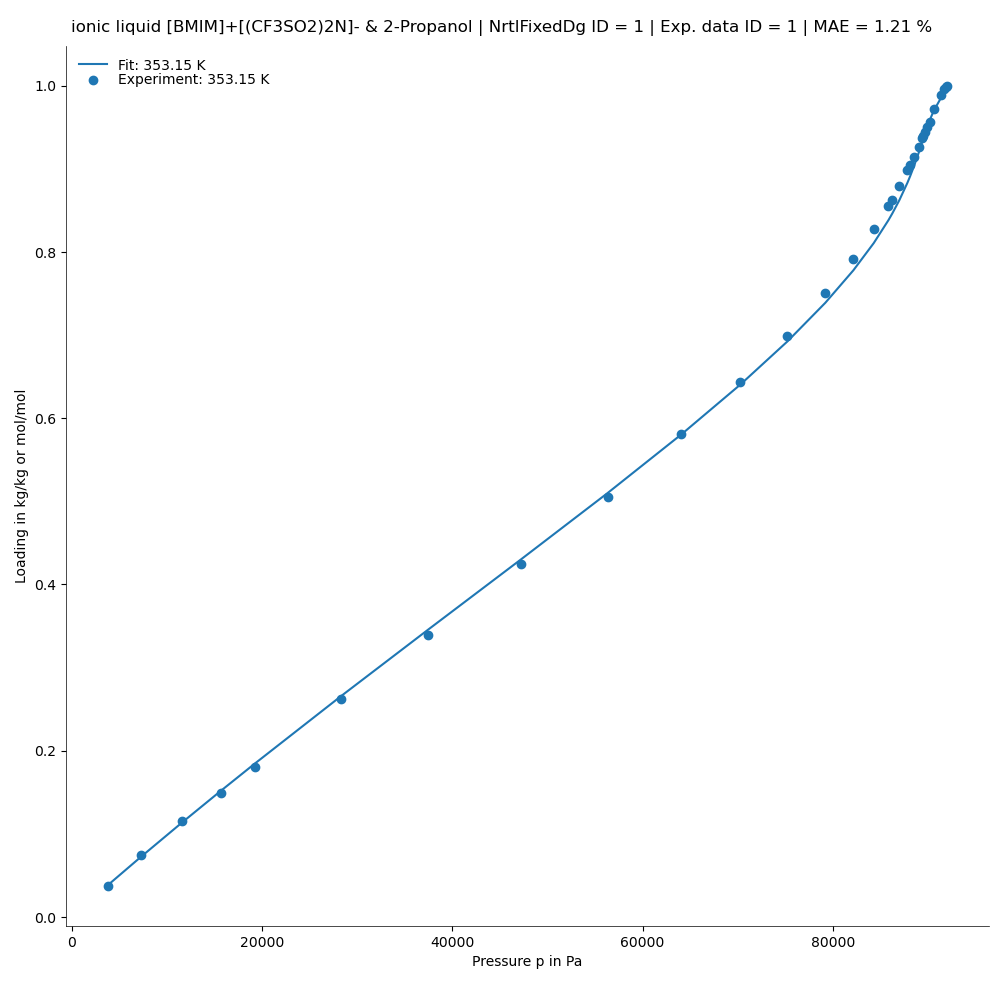 ionic liquid [BMIM]+[(CF3SO2)2N]- & 2-Propanol | NrtlFixedDg ID = 1 | Exp. data ID = 1 | MAE = 1.21 %
Fit: 353.15 K
Experiment: 353.15 K
1.0
0.8
0.6
0.4
0.2
0.0
Loading in kg/kg or mol/mol
0 20000 40000 60000 80000
Pressure p in Pa